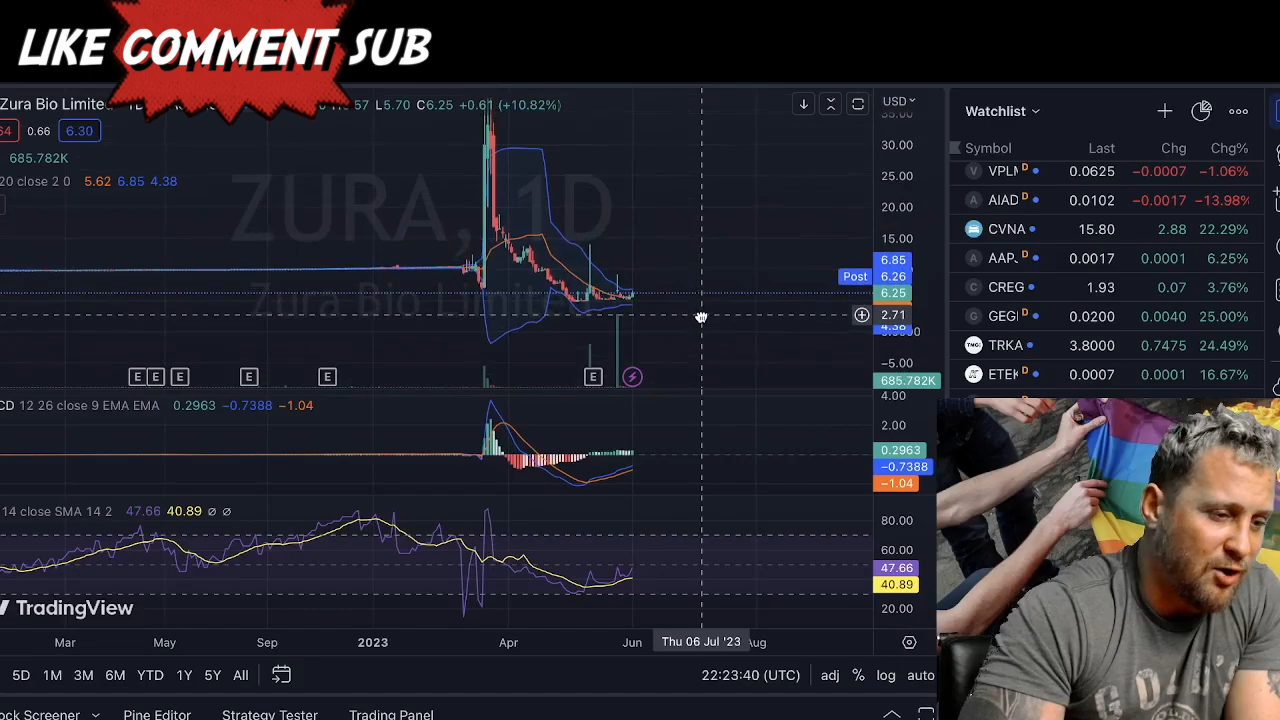 LIKE COMMENT SUB
Zura Bio Limite
57 L5.70 C6.25 +0.61 (+10.82%)
64 0.66 6.30
685.782K
20 close 2 0 5.62 6.85 4.38
ZURA, 1D
Zura Bio Limited
USD
35.00
30.00
25.00
20.00
15.00
6.85
Post 6.26
6.25
2.71
4.38
−5.00
685.782K
E E E E E E
CD 12 26 close 9 EMA EMA 0.2963 −0.7388 −1.04
4.00
2.00
0.2963
−0.7388
−1.04
14 close SMA 14 2 47.66 40.89 ∅ ∅
80.00
60.00
47.66
40.89
20.00
TradingView
Mar May Sep 2023 Apr Jun Thu 06 Jul '23 Aug
5D 1M 3M 6M YTD 1Y 5Y All 22:23:40 (UTC) adj % log auto
ock Screener Pine Editor Strategy Tester Trading Panel
Watchlist
Symbol Last Chg Chg%
V VPLM D 0.0625 −0.0007 −1.06%
A AIAD D 0.0102 −0.0017 −13.98%
CVNA 15.80 2.88 22.29%
A AAP 0.0017 0.0001 6.25%
C CREG 1.93 0.07 3.76%
G GEGI D 0.0200 0.0040 25.00%
TRKA 3.8000 0.7475 24.49%
ETEK D 0.0007 0.0001 16.67%